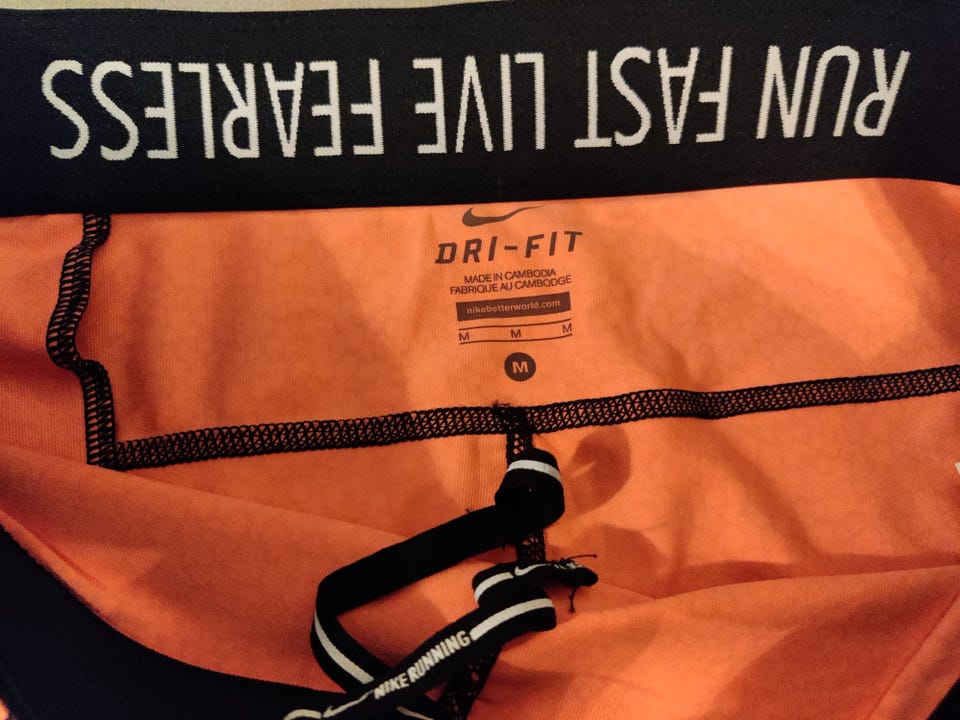 RUN FAST LIVE FEARLESS
DRI-FIT
MADE IN CAMBODIA
FABRIQUE AU CAMBODGE
nikebetterworld.com
M M M
M
NIKE RUNNING